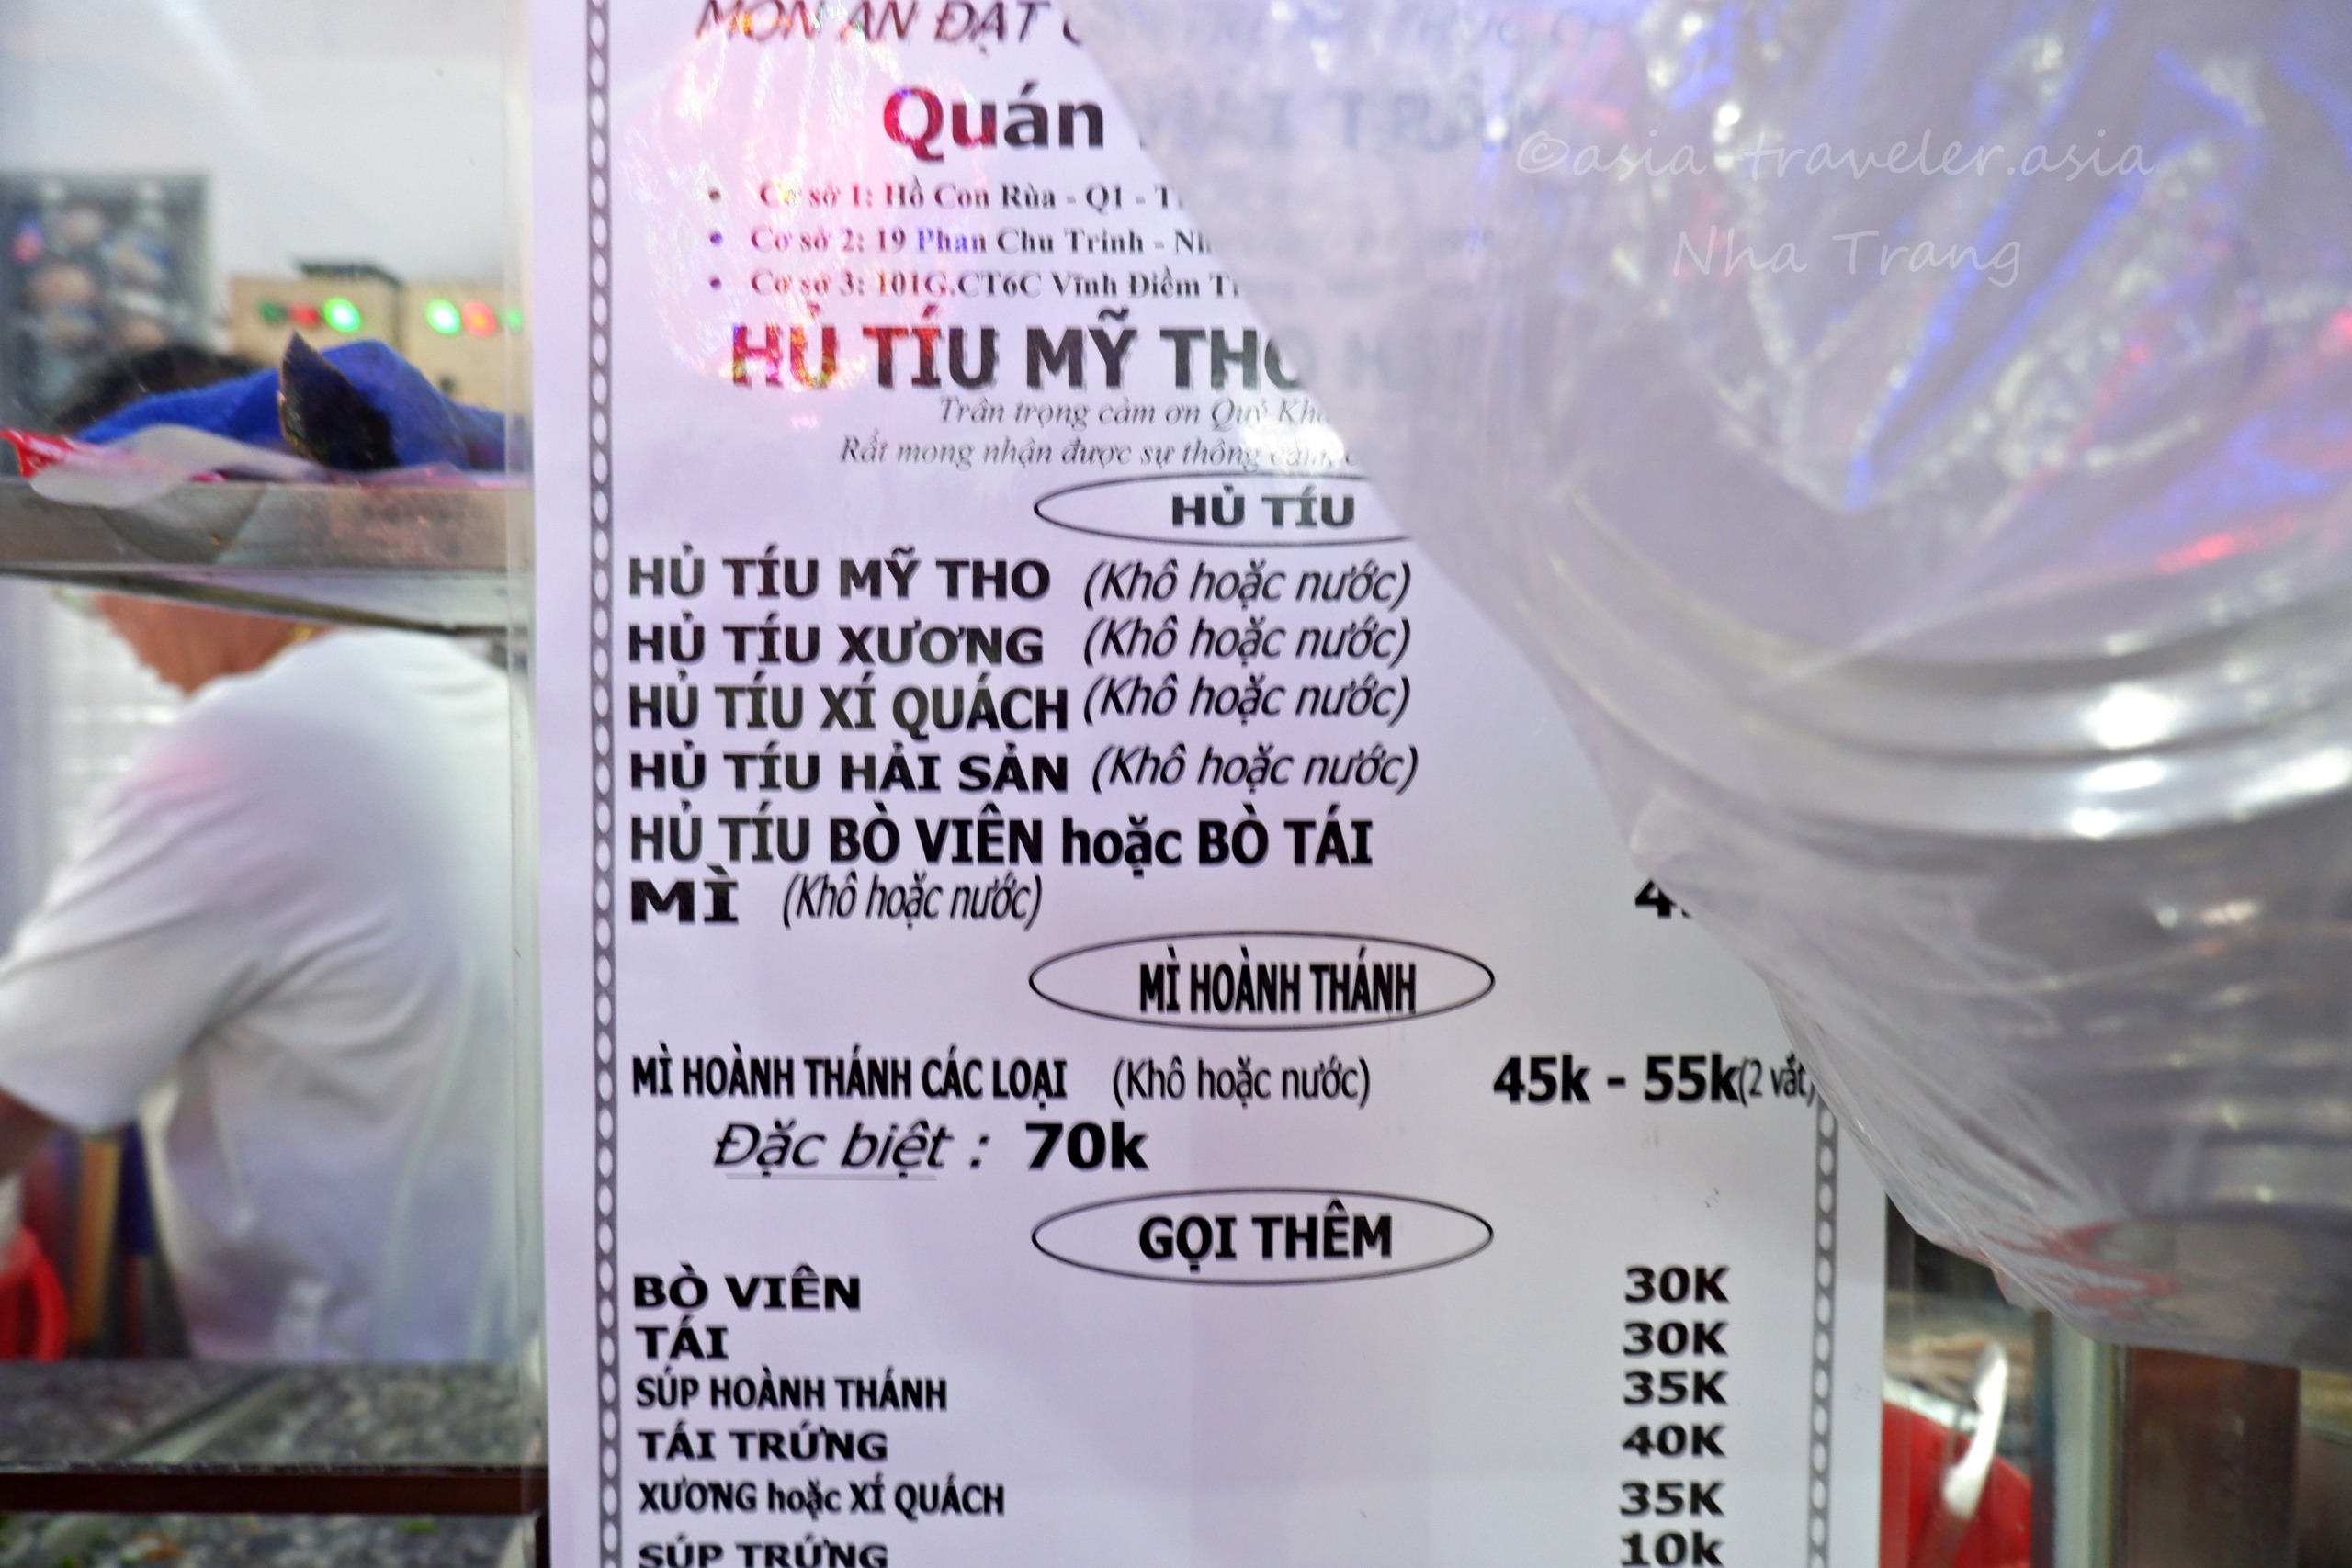 MÓN ĂN ĐẠT
Quán
©asia-traveler.asia
Nha Trang
• Cơ sở 1: Hồ Con Rùa - Q1 -
• Cơ sở 2: 19 Phan Chu Trinh -
• Cơ sở 3: 101G.CT6C Vĩnh Điềm
HỦ TÍU MỸ THO
Trân trọng cảm ơn Quý
Rất mong nhận được sự thông cảm,
HỦ TÍU
HỦ TÍU MỸ THO (Khô hoặc nước)
HỦ TÍU XƯƠNG (Khô hoặc nước)
HỦ TÍU XÍ QUÁCH (Khô hoặc nước)
HỦ TÍU HẢI SẢN (Khô hoặc nước)
HỦ TÍU BÒ VIÊN hoặc BÒ TÁI
MÌ (Khô hoặc nước)
MÌ HOÀNH THÁNH
MÌ HOÀNH THÁNH CÁC LOẠI (Khô hoặc nước) 45k - 55k(2 vắt)
Đặc biệt : 70k
GỌI THÊM
BÒ VIÊN 30K
TÁI 30K
SÚP HOÀNH THÁNH 35K
TÁI TRỨNG 40K
XƯƠNG hoặc XÍ QUÁCH 35K
SÚP TRỨNG 10k